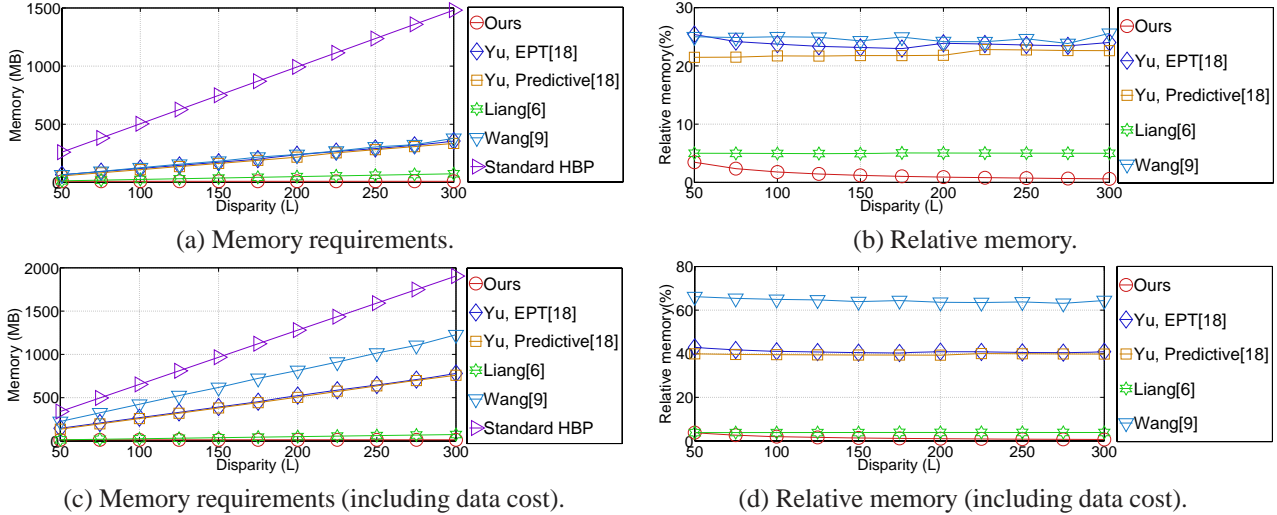 1500
1000
500
0
Memory (MB)
50 100 150 200 250 300
Disparity (L)
Ours
Yu, EPT[18]
Yu, Predictive[18]
Liang[6]
Wang[9]
Standard HBP
(a) Memory requirements.
30
20
10
0
Relative memory(%)
50 100 150 200 250 300
Disparity (L)
Ours
Yu, EPT[18]
Yu, Predictive[18]
Liang[6]
Wang[9]
(b) Relative memory.
2000
1500
1000
500
0
Memory (MB)
50 100 150 200 250 300
Disparity (L)
Ours
Yu, EPT[18]
Yu, Predictive[18]
Liang[6]
Wang[9]
Standard HBP
(c) Memory requirements (including data cost).
80
60
40
20
0
Relative memory(%)
50 100 150 200 250 300
Disparity (L)
Ours
Yu, EPT[18]
Yu, Predictive[18]
Liang[6]
Wang[9]
(d) Relative memory (including data cost).